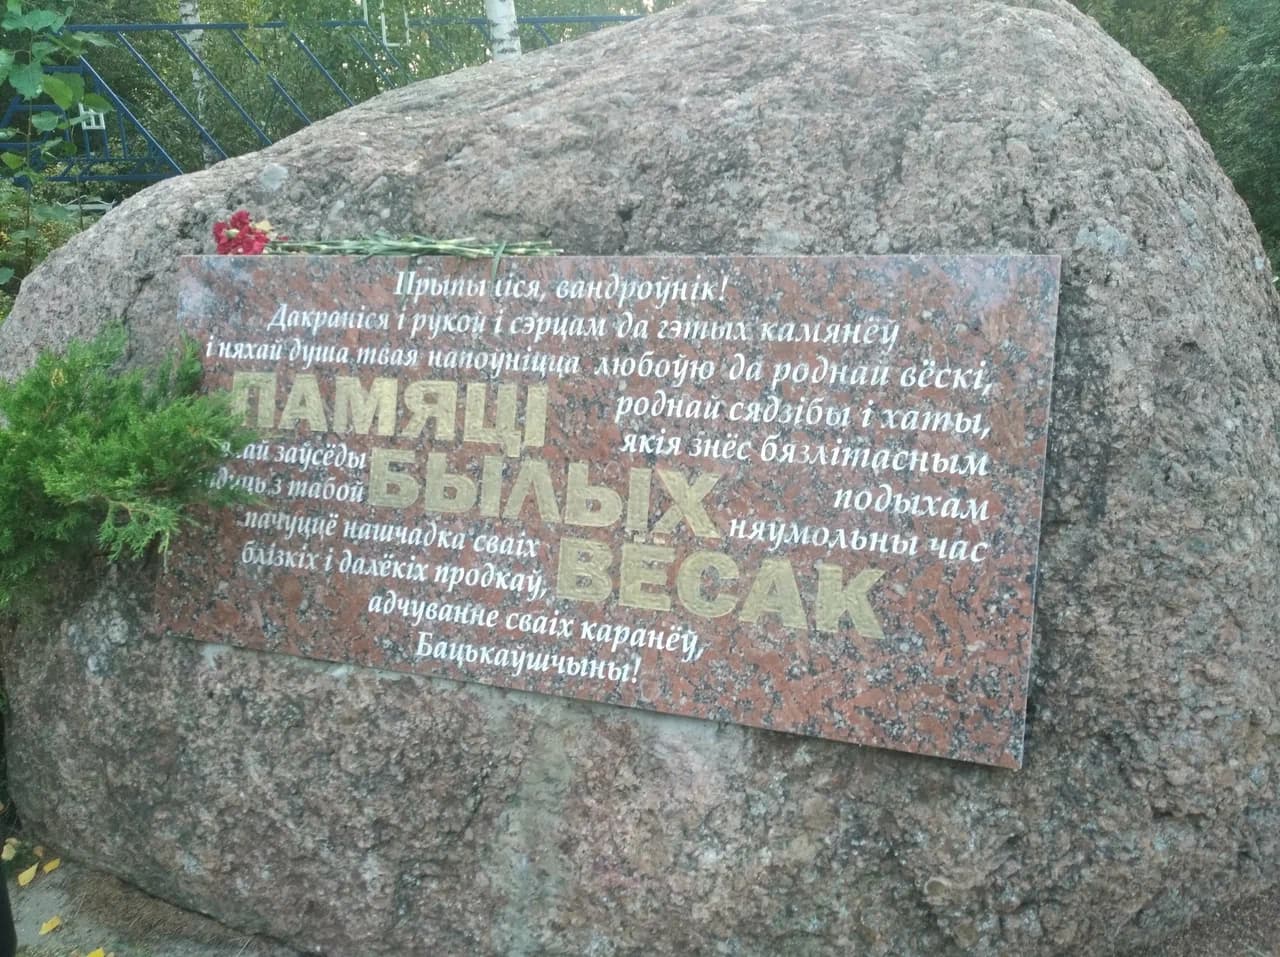 Прыпыніся, вандроўнік!
Дакраніся і рукой і сэрцам да гэтых камянёў
і няхай душа твая напоўніцца любоўю да роднай вёскі,
роднай сядзібы і хаты,
якія знёс бязлітасным
подыхам
няумольны час
ПАМЯЦІ
БЫЛЫХ
ВЁСАК
заўсёды
з табой
пачуццё нашчадка сваіх
блізкіх і далёкіх продкаў,
адчуванне сваіх каранёў,
Бацькаўшчыны!